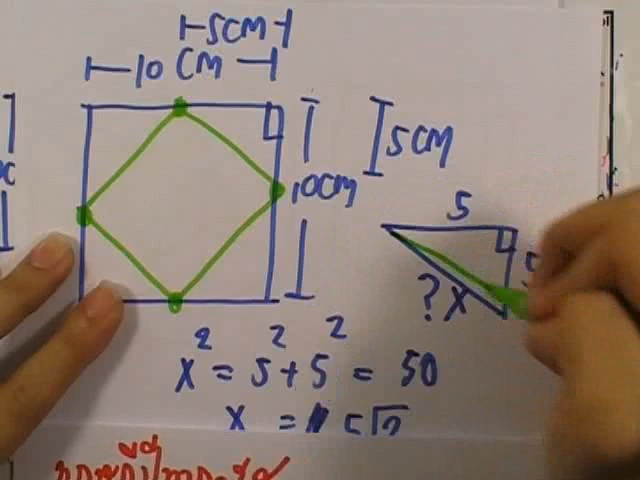 5CM
10 CM
5CM
10CM
5
5
? x
x² = 5² + 5² = 50
x = 5√2